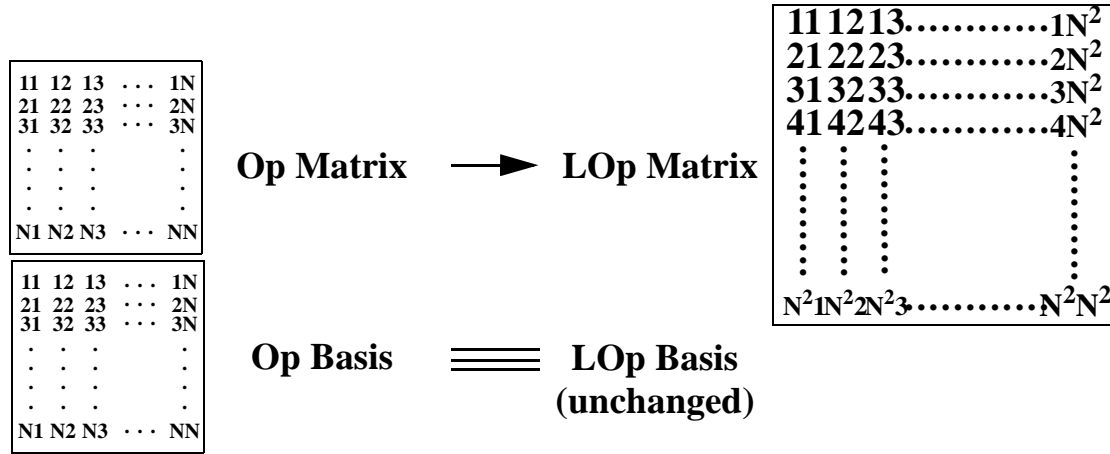 11 12 13 · · · 1N
21 22 23 · · · 2N
31 32 33 · · · 3N
. . . .
. . . .
. . . .
. . . .
N1 N2 N3 · · · NN
Op Matrix
LOp Matrix
11 12 13............1N²
21 22 23............2N²
31 32 33............3N²
41 42 43............4N²
N²1 N²2 N²3............N²N²
11 12 13 · · · 1N
21 22 23 · · · 2N
31 32 33 · · · 3N
. . . .
. . . .
. . . .
. . . .
N1 N2 N3 · · · NN
Op Basis
LOp Basis
(unchanged)